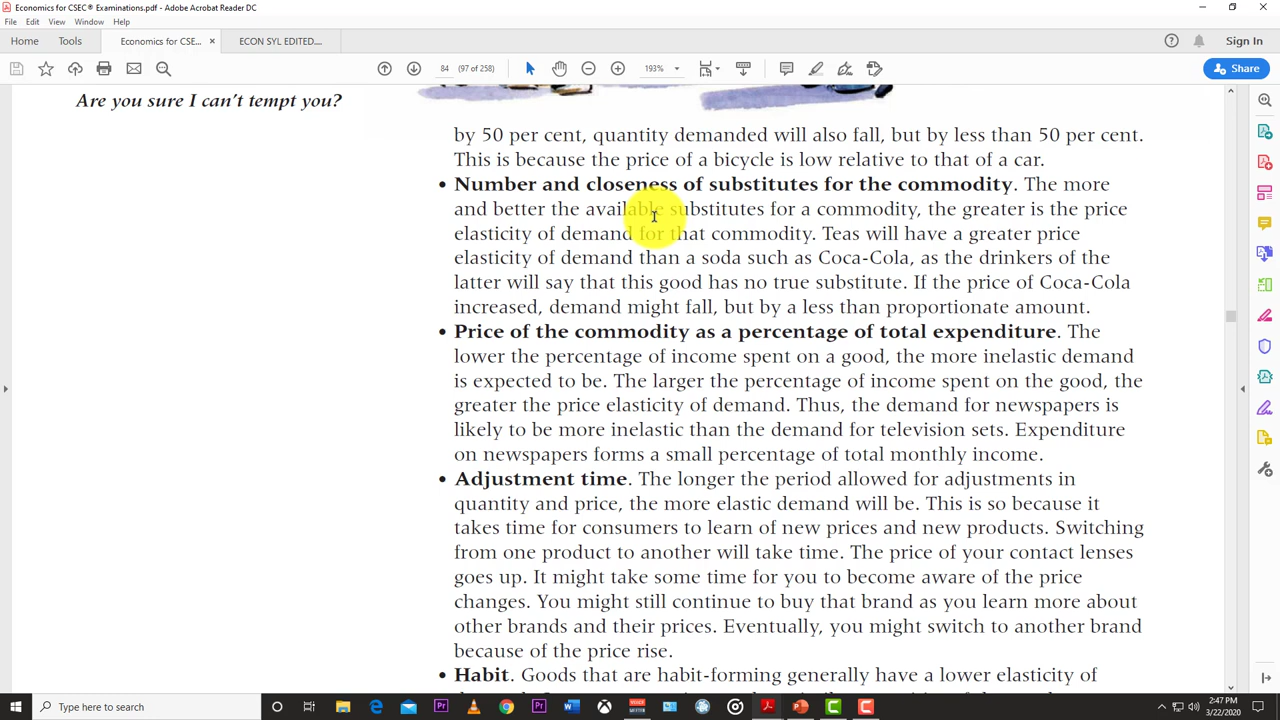 Economics for CSEC® Examinations.pdf - Adobe Acrobat Reader DC
File Edit View Window Help
Home Tools Economics for CSE... × ECON SYL EDITED.... Sign In
84 (97 of 258) 193% Share
Are you sure I can't tempt you?
by 50 per cent, quantity demanded will also fall, but by less than 50 per cent.
This is because the price of a bicycle is low relative to that of a car.
• Number and closeness of substitutes for the commodity. The more
and better the available substitutes for a commodity, the greater is the price
elasticity of demand for that commodity. Teas will have a greater price
elasticity of demand than a soda such as Coca-Cola, as the drinkers of the
latter will say that this good has no true substitute. If the price of Coca-Cola
increased, demand might fall, but by a less than proportionate amount.
• Price of the commodity as a percentage of total expenditure. The
lower the percentage of income spent on a good, the more inelastic demand
is expected to be. The larger the percentage of income spent on the good, the
greater the price elasticity of demand. Thus, the demand for newspapers is
likely to be more inelastic than the demand for television sets. Expenditure
on newspapers forms a small percentage of total monthly income.
• Adjustment time. The longer the period allowed for adjustments in
quantity and price, the more elastic demand will be. This is so because it
takes time for consumers to learn of new prices and new products. Switching
from one product to another will take time. The price of your contact lenses
goes up. It might take some time for you to become aware of the price
changes. You might still continue to buy that brand as you learn more about
other brands and their prices. Eventually, you might switch to another brand
because of the price rise.
• Habit. Goods that are habit-forming generally have a lower elasticity of
Type here to search
2:47 PM
3/22/2020